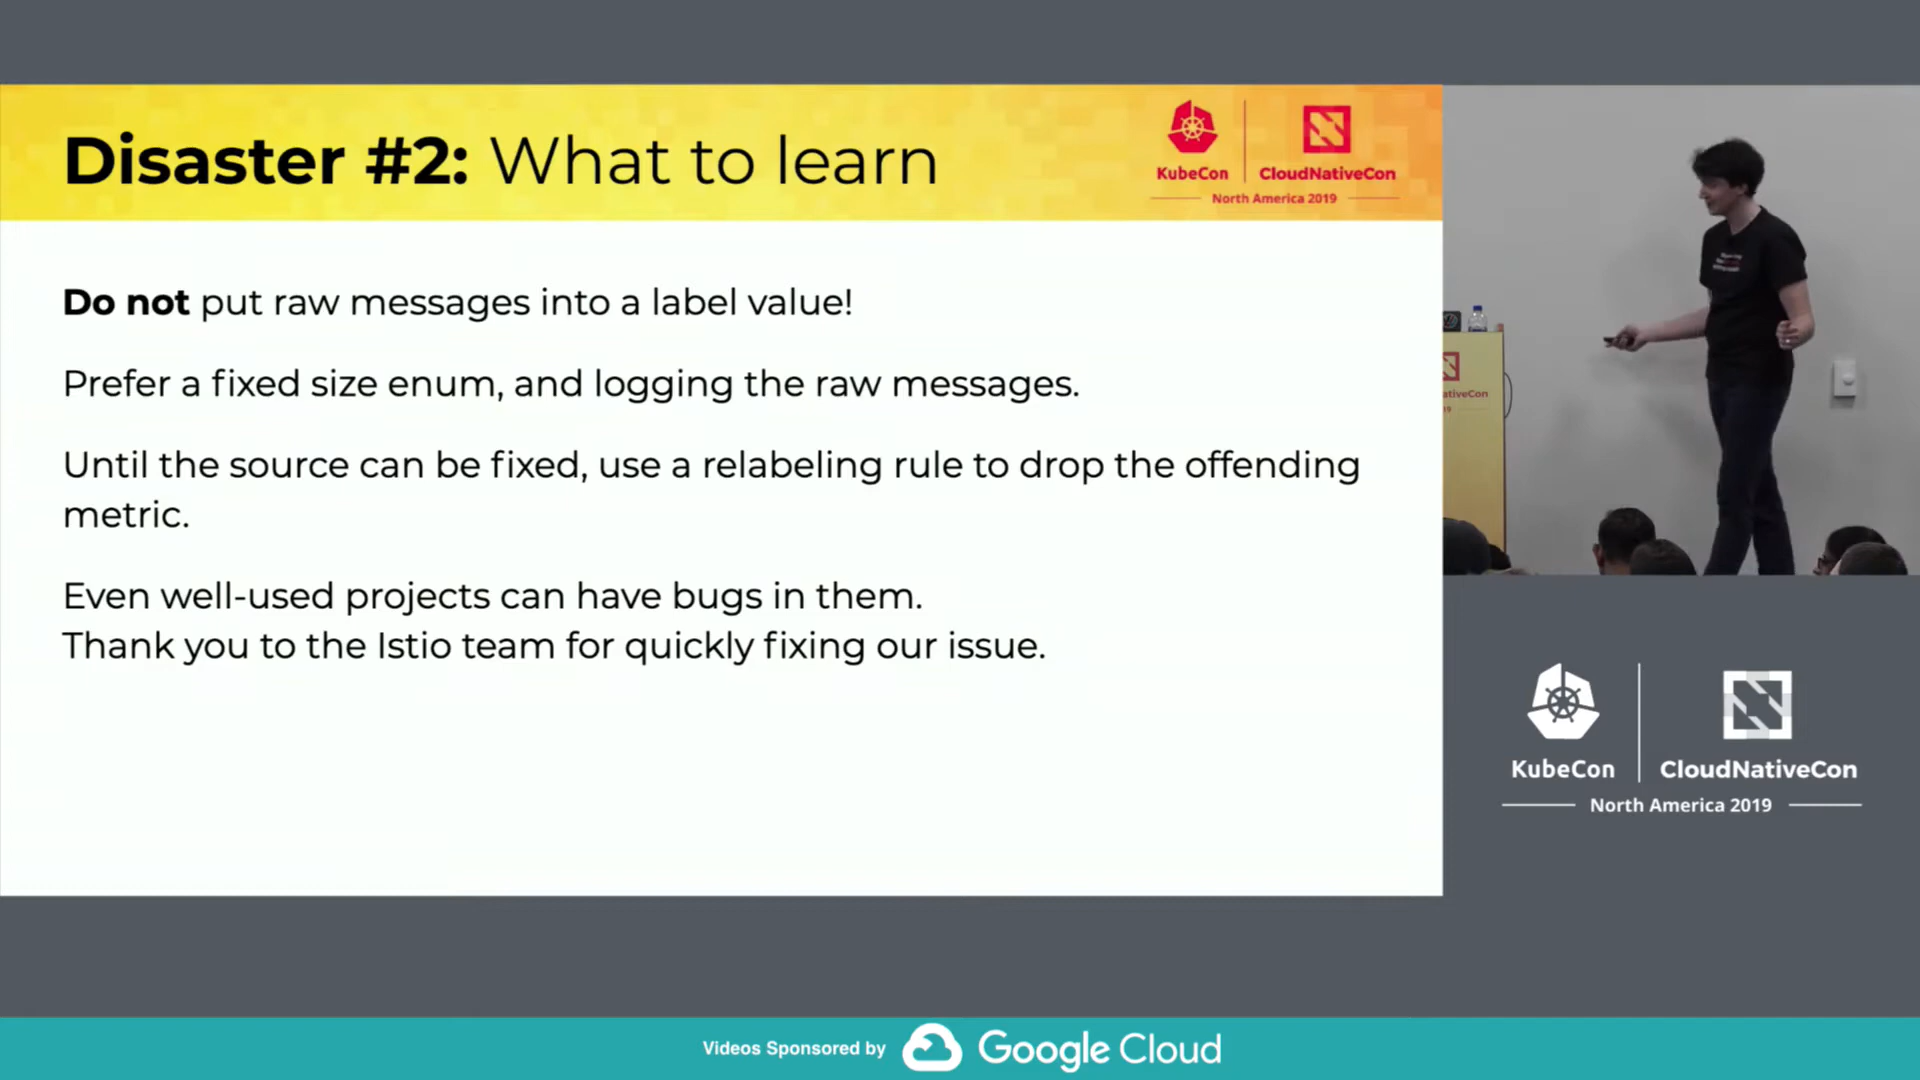 Disaster #2: What to learn
KubeCon
CloudNativeCon
North America 2019
Do not put raw messages into a label value!
Prefer a fixed size enum, and logging the raw messages.
Until the source can be fixed, use a relabeling rule to drop the offending
metric.
Even well-used projects can have bugs in them.
Thank you to the Istio team for quickly fixing our issue.
ativeCon
19
KubeCon
CloudNativeCon
North America 2019
Videos Sponsored by
Google Cloud